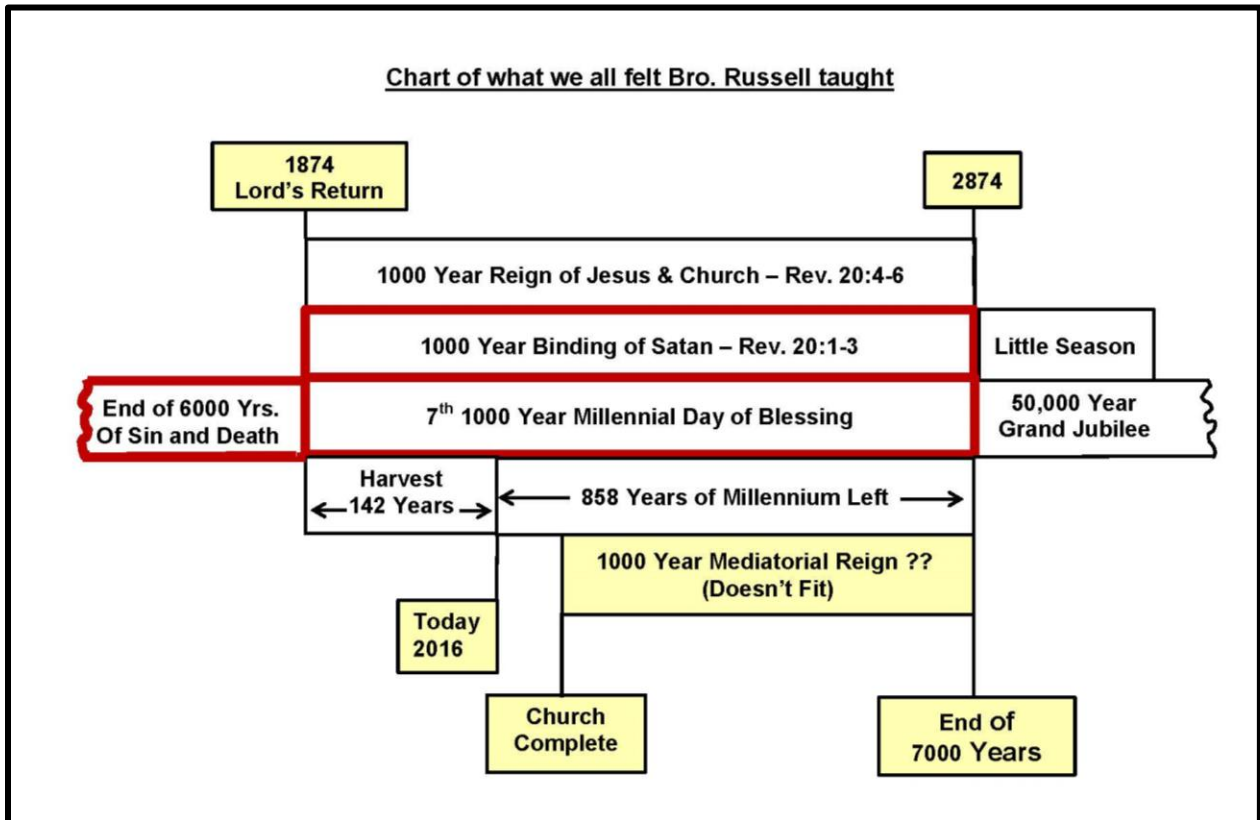 Chart of what we all felt Bro. Russell taught
1874
Lord's Return
2874
1000 Year Reign of Jesus & Church – Rev. 20:4-6
1000 Year Binding of Satan – Rev. 20:1-3
Little Season
End of 6000 Yrs.
Of Sin and Death
7th 1000 Year Millennial Day of Blessing
50,000 Year
Grand Jubilee
Harvest
142 Years
858 Years of Millennium Left
1000 Year Mediatorial Reign ??
(Doesn't Fit)
Today
2016
Church
Complete
End of
7000 Years